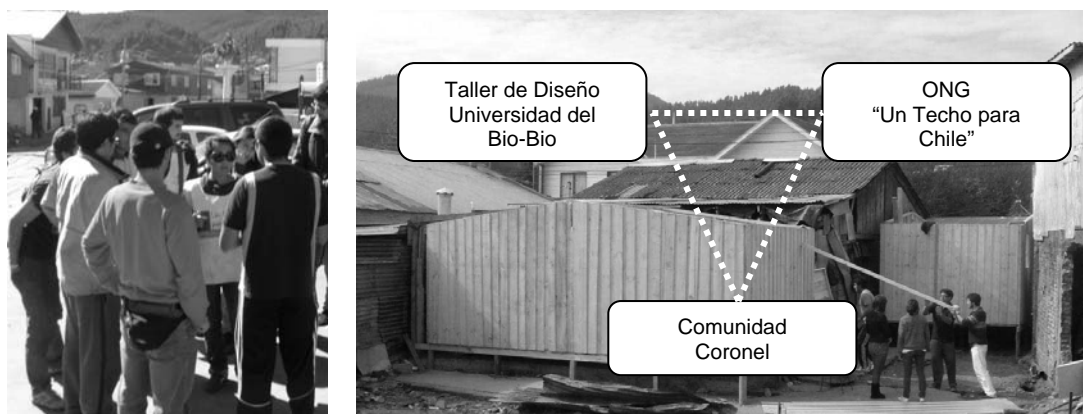 Taller de Diseño
Universidad del
Bio-Bio
ONG
“Un Techo para
Chile”
Comunidad
Coronel